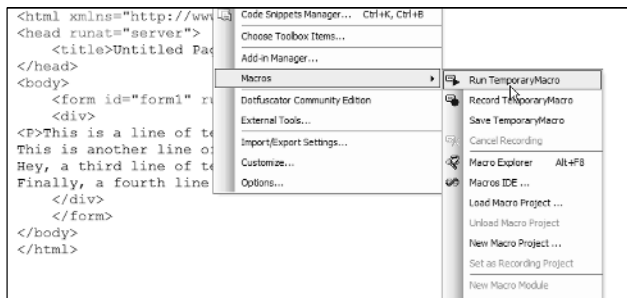 <html xmlns="http://www
<head runat="server">
<title>Untitled Pa
</head>
<body>
<form id="form1" r
<div>
<P>This is a line of te
This is another line o
Hey, a third line of te
Finally, a fourth line
</div>
</form>
</body>
</html>
Code Snippets Manager... Ctrl+K, Ctrl+B
Choose Toolbox Items...
Add-in Manager...
Macros
Dotfuscator Community Edition
External Tools...
Import/Export Settings...
Customize...
Options...
Run TemporaryMacro
Record TemporaryMacro
Save TemporaryMacro
Cancel Recording
Macro Explorer Alt+F8
Macros IDE ...
Load Macro Project ...
Unload Macro Project
New Macro Project ...
Set as Recording Project
New Macro Module